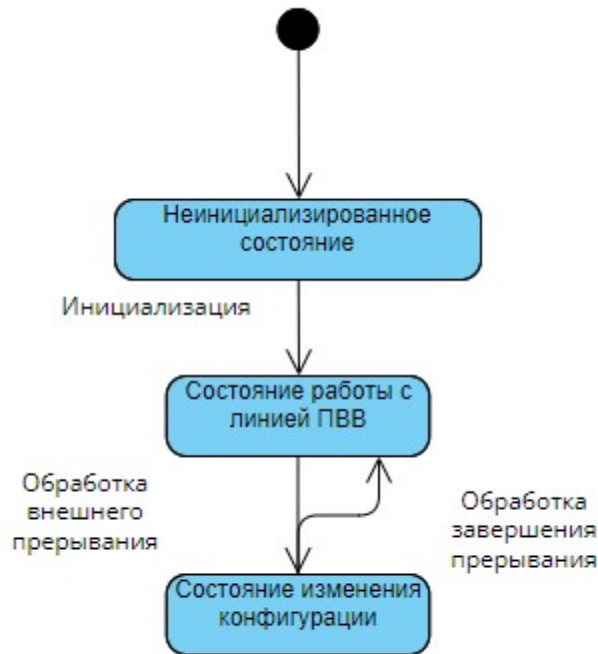 Неинициализированное
состояние
Инициализация
Состояние работы с
линией ПВВ
Обработка
внешнего
прерывания
Обработка
завершения
прерывания
Состояние изменения
конфигурации